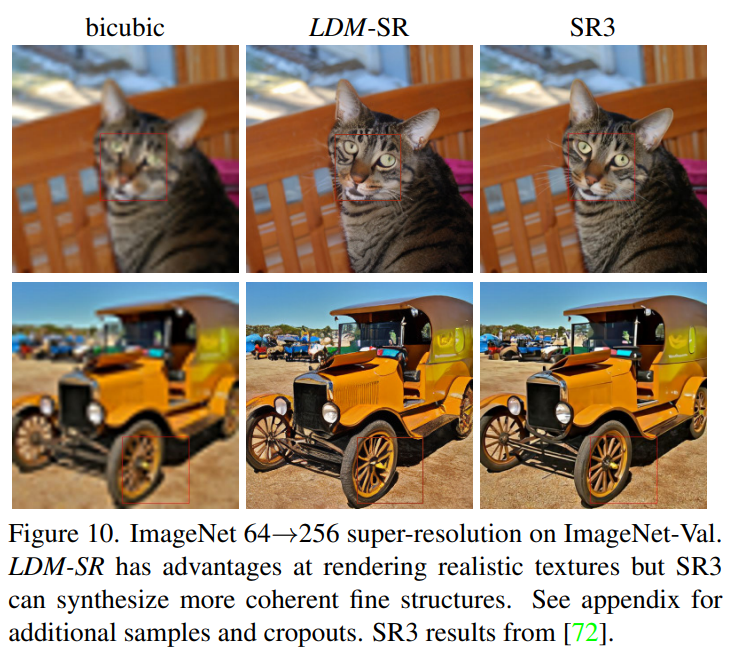 bicubic LDM-SR SR3
Figure 10. ImageNet 64→256 super-resolution on ImageNet-Val.
LDM-SR has advantages at rendering realistic textures but SR3
can synthesize more coherent fine structures. See appendix for
additional samples and cropouts. SR3 results from [72].